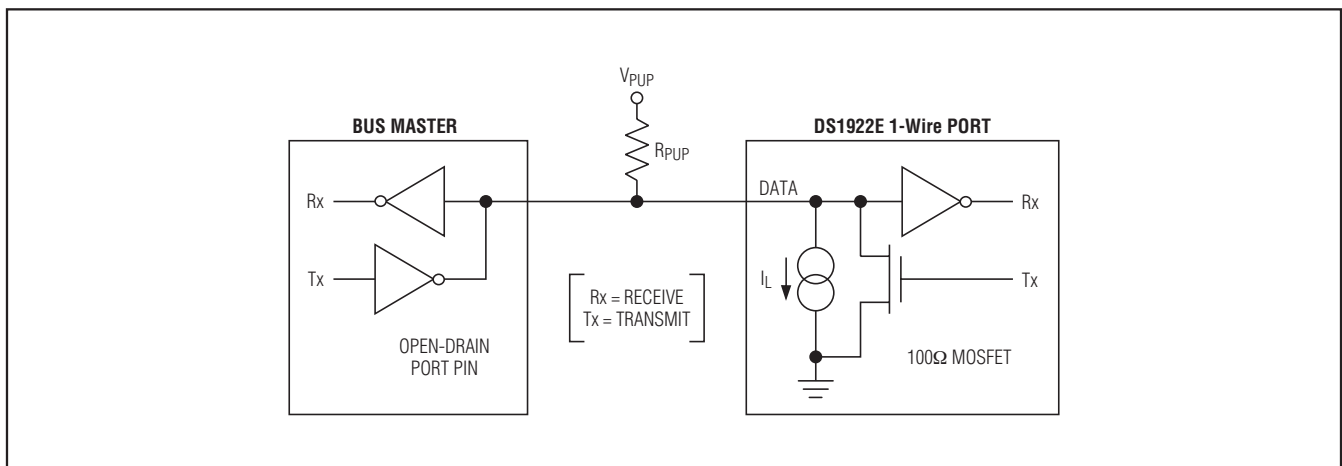 V_PUP
BUS MASTER
DS1922E 1-Wire PORT
R_PUP
DATA
Rx
Rx
Tx
I_L
Tx
Rx = RECEIVE
Tx = TRANSMIT
OPEN-DRAIN
PORT PIN
100Ω MOSFET